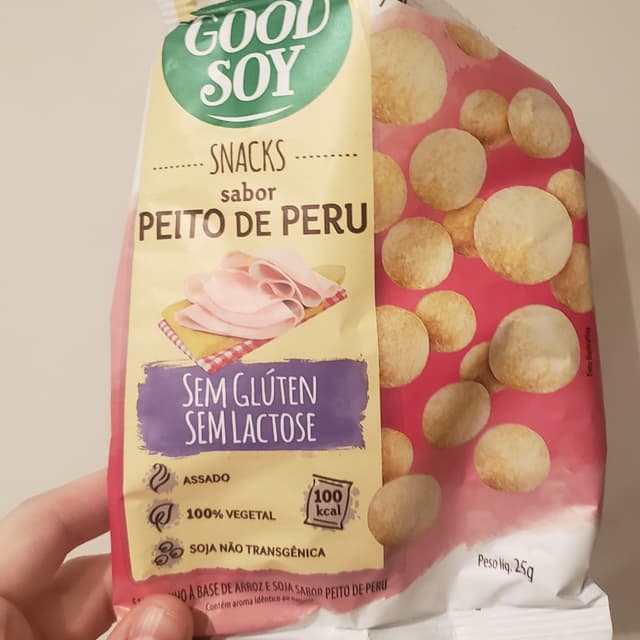 GOOD
SOY
SNACKS
sabor
PEITO DE PERU
SEM GLÚTEN
SEM LACTOSE
ASSADO
100% VEGETAL
SOJA NÃO TRANSGÊNICA
100
kcal
À BASE DE ARROZ E SOJA SABOR PEITO DE PERU
Contém aroma idêntico ao
Peso líq. 25g